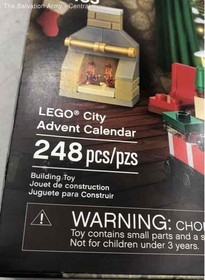 The Salvation Army - Central
LEGO® City
Advent Calendar
248 pcs/pzs
Building Toy
Jouet de construction
Juguete para Construir
WARNING: CHO
Toy contains small parts and a s
Not for children under 3 years.